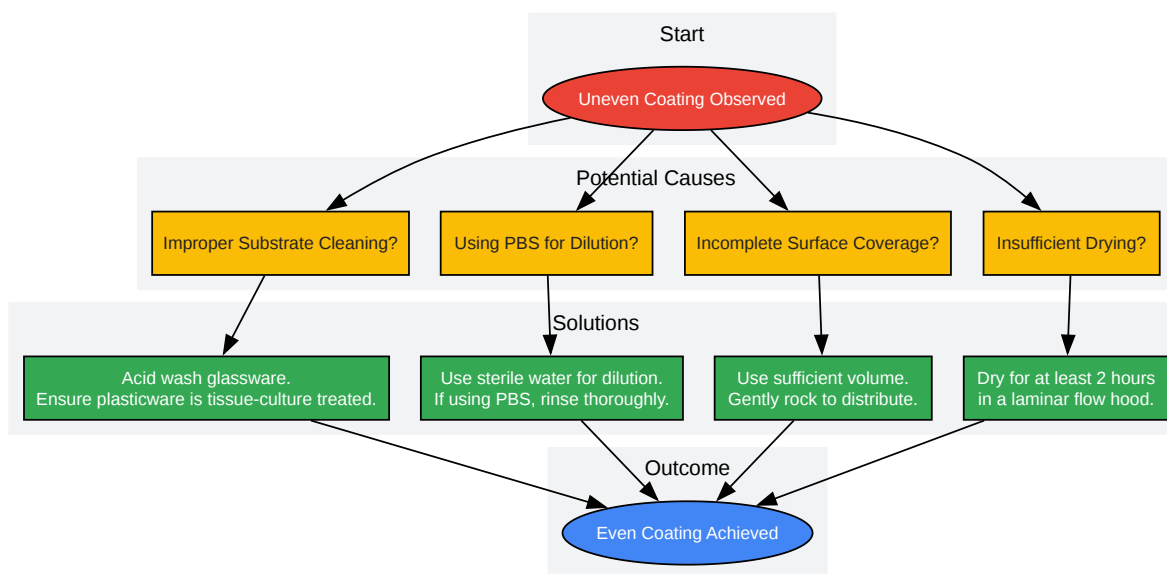 Start
Uneven Coating Observed
Potential Causes
Improper Substrate Cleaning?
Using PBS for Dilution?
Incomplete Surface Coverage?
Insufficient Drying?
Solutions
Acid wash glassware.
Ensure plasticware is tissue-culture treated.
Use sterile water for dilution.
If using PBS, rinse thoroughly.
Use sufficient volume.
Gently rock to distribute.
Dry for at least 2 hours
in a laminar flow hood.
Outcome
Even Coating Achieved